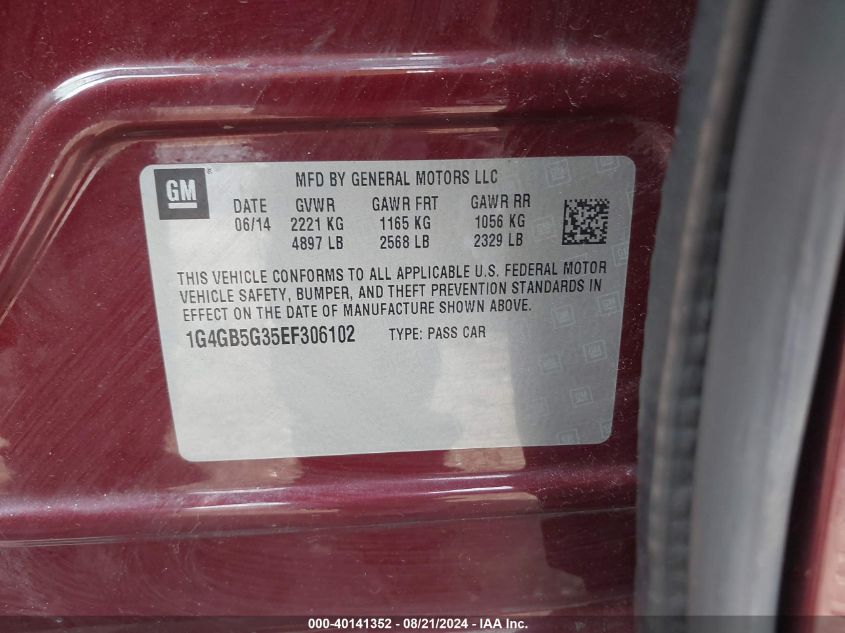 GM®
MFD BY GENERAL MOTORS LLC
DATE GVWR GAWR FRT GAWR RR
06/14 2221 KG 1165 KG 1056 KG
4897 LB 2568 LB 2329 LB
THIS VEHICLE CONFORMS TO ALL APPLICABLE U.S. FEDERAL MOTOR
VEHICLE SAFETY, BUMPER, AND THEFT PREVENTION STANDARDS IN
EFFECT ON THE DATE OF MANUFACTURE SHOWN ABOVE.
1G4GB5G35EF306102 TYPE: PASS CAR
000-40141352 - 08/21/2024 - IAAI.COM